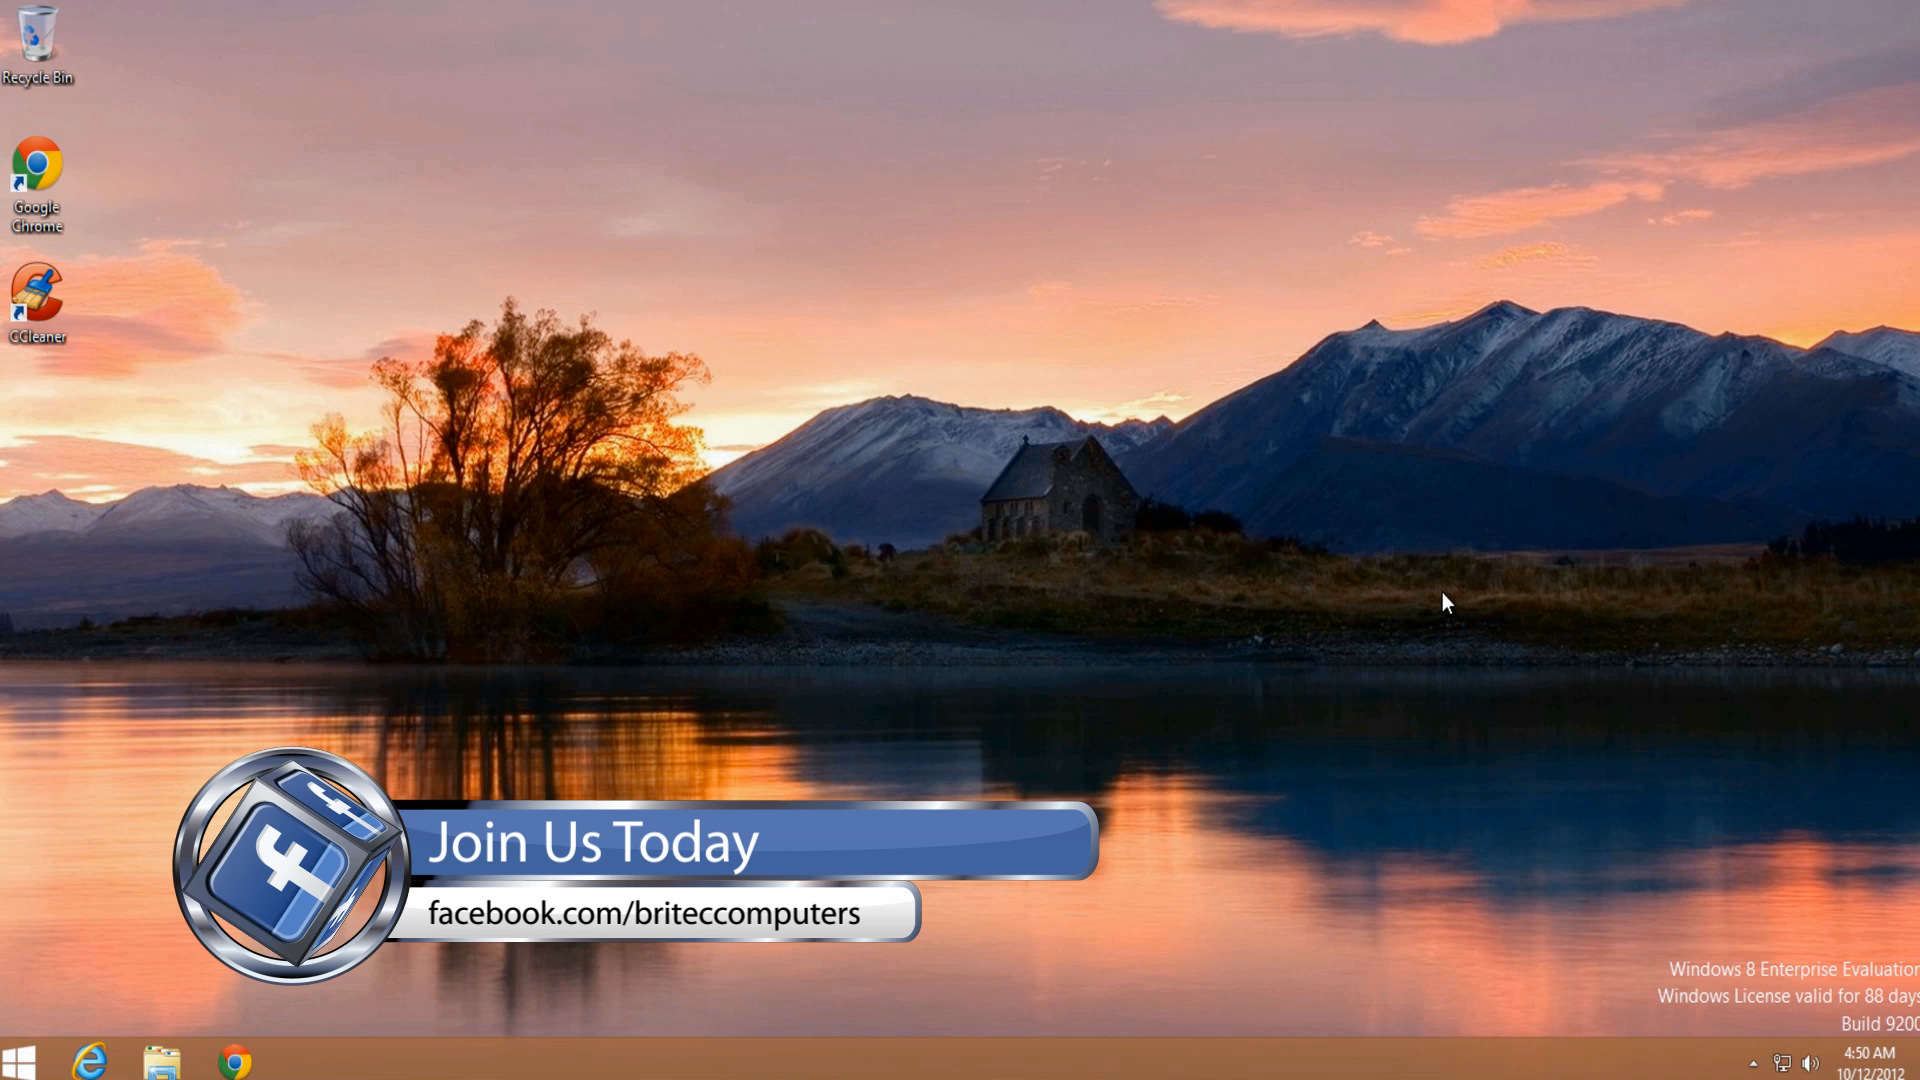 Recycle Bin
Google
Chrome
CCleaner
Join Us Today
facebook.com/briteccomputers
Windows 8 Enterprise Evaluation
Windows License valid for 88 days
Build 9200
4:50 AM
10/12/2012